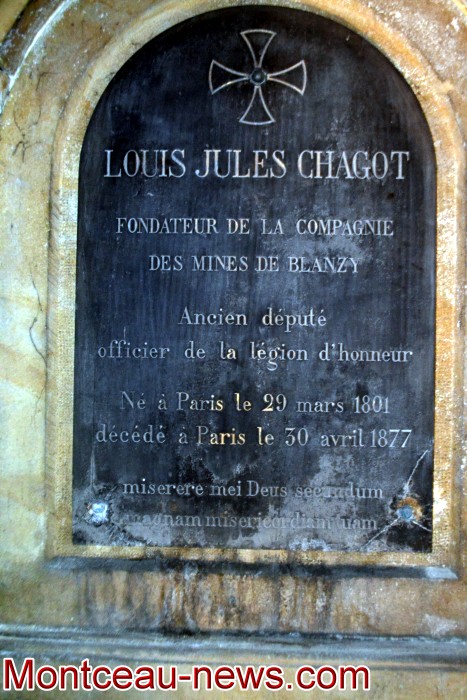 LOUIS JULES CHAGOT
FONDATEUR DE LA COMPAGNIE
DES MINES DE BLANZY
Ancien député
officier de la légion d'honneur
Né à Paris le 29 mars 1801
décédé à Paris le 30 avril 1877
miserere mei Deus secundum
magnam misericordiam tuam
Montceau-news.com